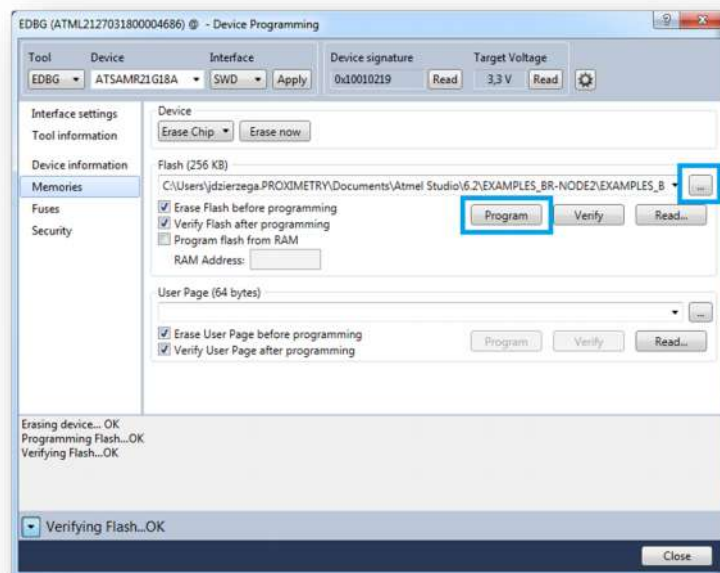 EDBG (ATML2127031800004686) @ - Device Programming
Tool Device Interface Device signature Target Voltage
EDBG ATSAMR21G18A SWD Apply 0x10010219 Read 3,3 V Read
Interface settings
Tool information
Device information
Memories
Fuses
Security
Device
Erase Chip Erase now
Flash (256 KB)
C:\Users\jdzierzega.PROXIMETRY\Documents\Atmel Studio\6.2\EXAMPLES_BR-NODE2\EXAMPLES_B ...
Erase Flash before programming
Verify Flash after programming
Program flash from RAM
RAM Address:
Program Verify Read...
User Page (64 bytes)
...
Erase User Page before programming
Verify User Page after programming
Program Verify Read...
Erasing device... OK
Programming Flash...OK
Verifying Flash...OK
Verifying Flash...OK
Close